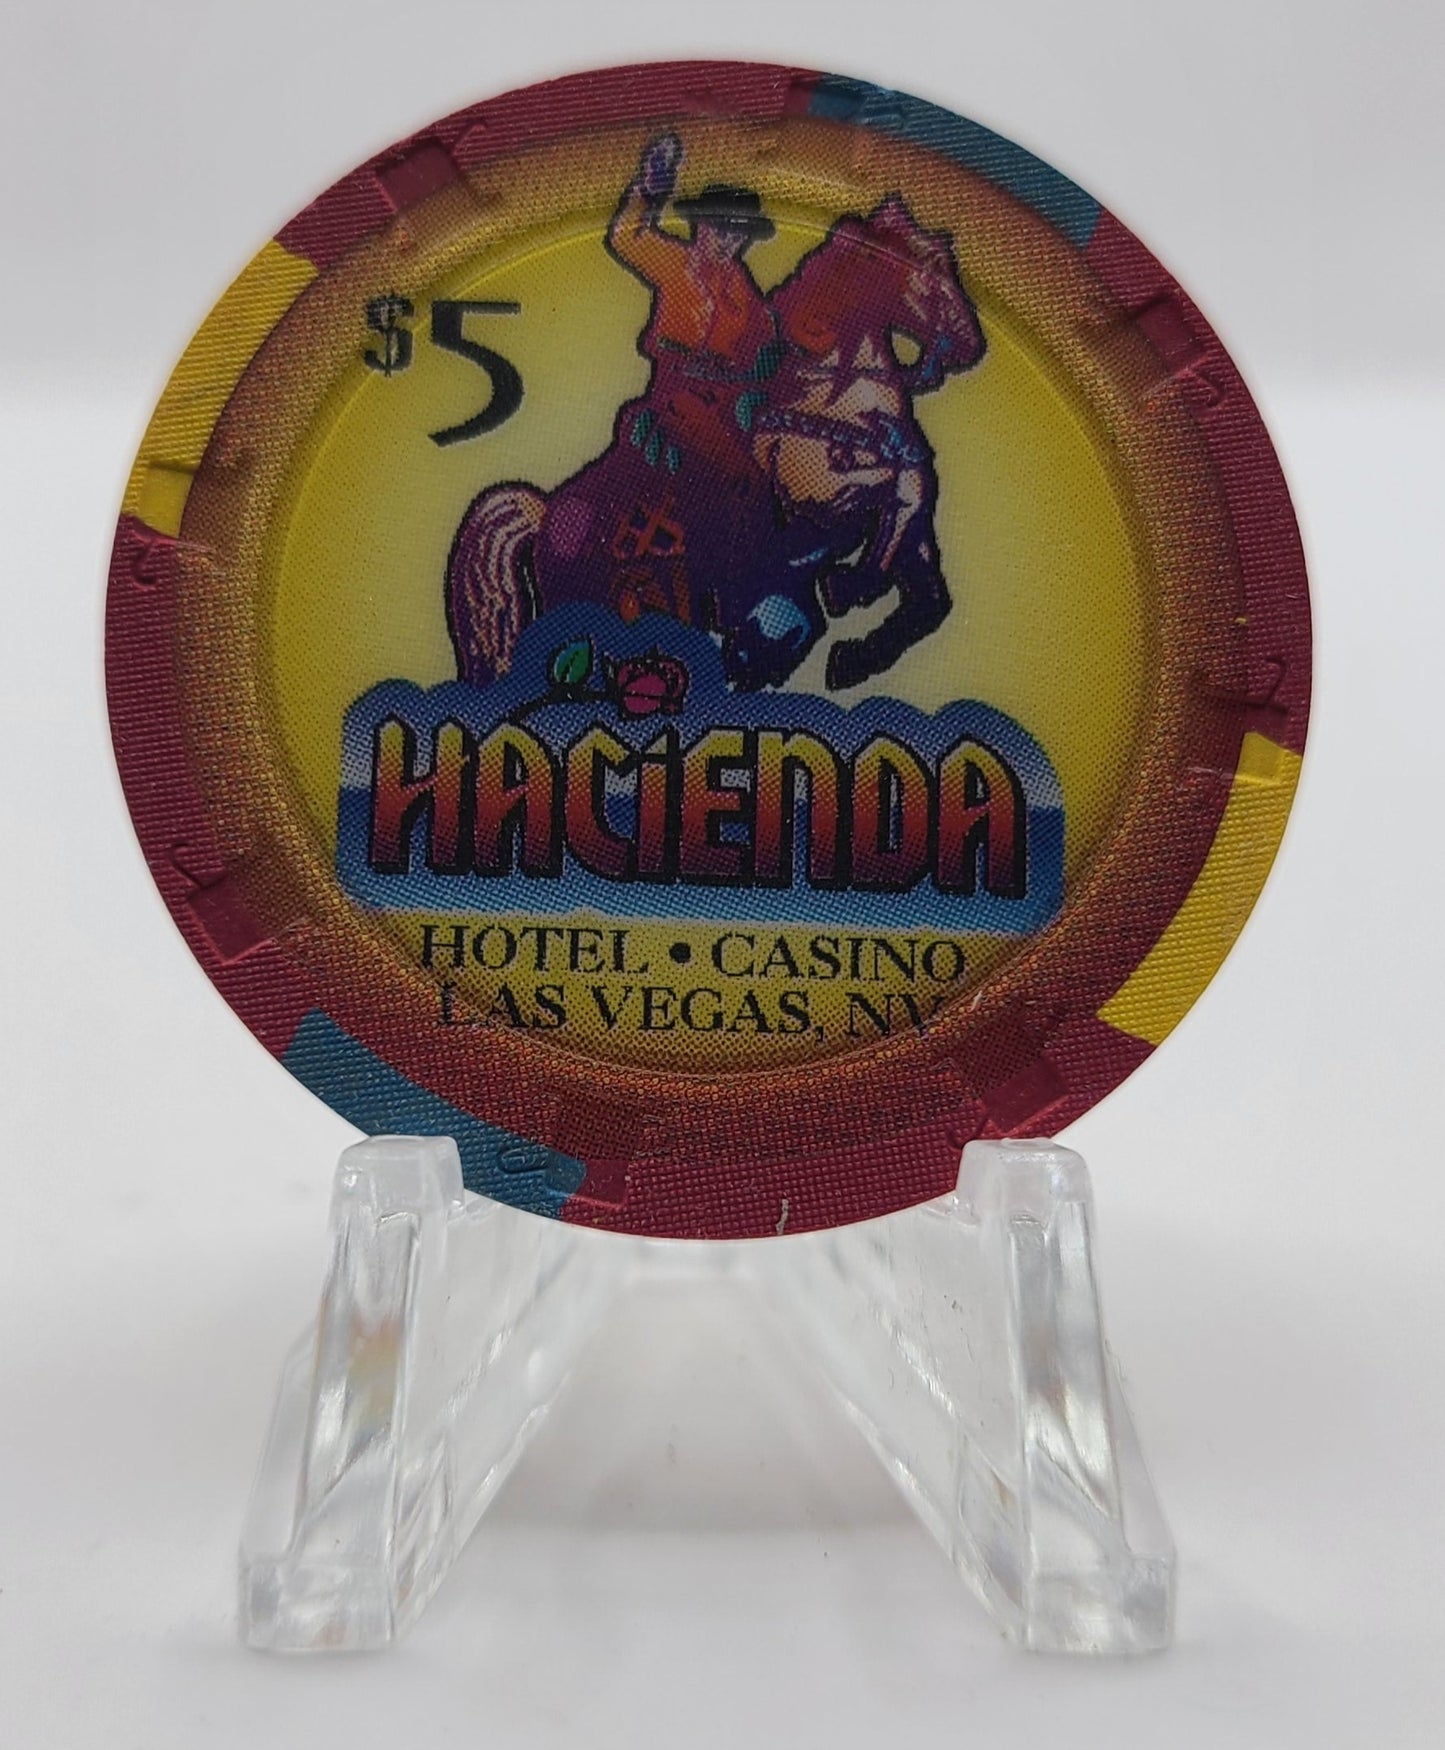 $5
HACiENDA
HOTEL • CASINO
LAS VEGAS, NV